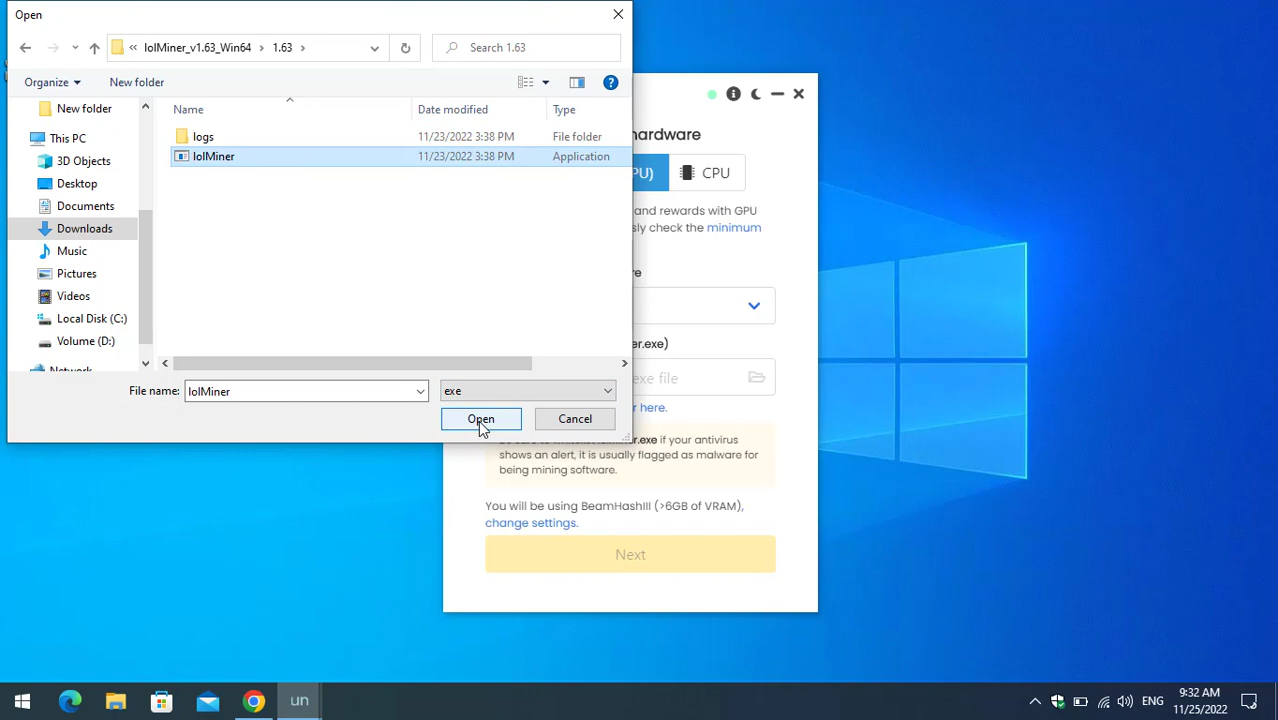 Open
lolMiner_v1.63_Win64 > 1.63 >
Search 1.63
Organize
New folder
Name
Date modified
Type
logs
11/23/2022 3:38 PM
File folder
lolMiner
11/23/2022 3:38 PM
Application
New folder
This PC
3D Objects
Desktop
Documents
Downloads
Music
Pictures
Videos
Local Disk (C:)
Volume (D:)
Network
File name:
lolMiner
exe
Open
Cancel
hardware
PU)
CPU
and rewards with GPU
sly check the minimum
re
er.exe)
exe file
r here.
er.exe if your antivirus
shows an alert, it is usually flagged as malware for
being mining software.
You will be using BeamHashIII (>6GB of VRAM),
change settings.
Next
un
ENG
9:32 AM
11/25/2022